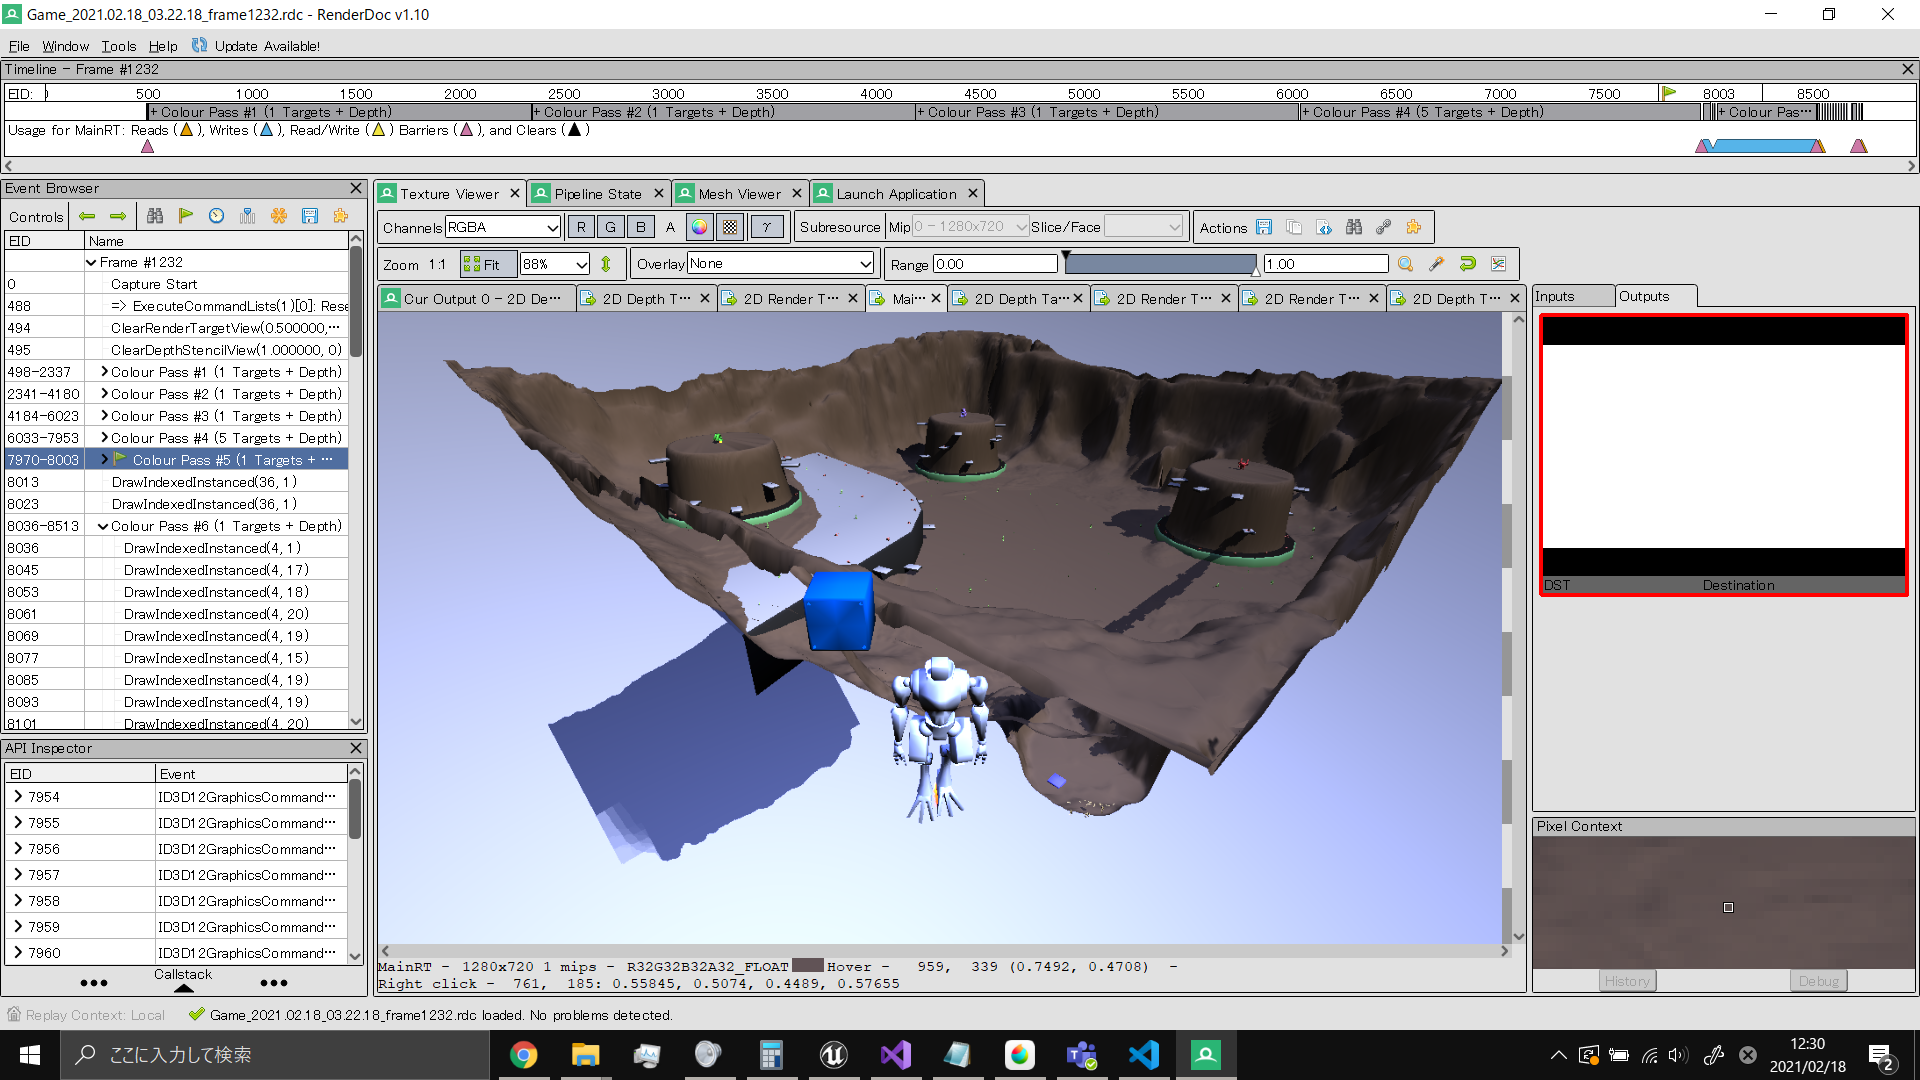 Game_2021.02.18_03.22.18_frame1232.rdc - RenderDoc v1.10
File Window Tools Help Update Available!
Timeline - Frame #1232
EID: 500 1000 1500 2000 2500 3000 3500 4000 4500 5000 5500 6000 6500 7000 7500 8003 8500
+ Colour Pass #1 (1 Targets + Depth) + Colour Pass #2 (1 Targets + Depth) + Colour Pass #3 (1 Targets + Depth) + Colour Pass #4 (5 Targets + Depth) + Colour Pas...
Usage for MainRT: Reads ( ), Writes ( ), Read/Write ( ) Barriers ( ), and Clears ( )
Event Browser
Controls
EID Name
Frame #1232
0 Capture Start
488 => ExecuteCommandLists(1)[0]: Rese
494 ClearRenderTargetView(0.500000,...
495 ClearDepthStencilView(1.000000, 0)
498-2337 Colour Pass #1 (1 Targets + Depth)
2341-4180 Colour Pass #2 (1 Targets + Depth)
4184-6023 Colour Pass #3 (1 Targets + Depth)
6033-7953 Colour Pass #4 (5 Targets + Depth)
7970-8003 Colour Pass #5 (1 Targets + ...
8013 DrawIndexedInstanced(36, 1)
8023 DrawIndexedInstanced(36, 1)
8036-8513 Colour Pass #6 (1 Targets + Depth)
8036 DrawIndexedInstanced(4, 1)
8045 DrawIndexedInstanced(4, 17)
8053 DrawIndexedInstanced(4, 18)
8061 DrawIndexedInstanced(4, 20)
8069 DrawIndexedInstanced(4, 19)
8077 DrawIndexedInstanced(4, 15)
8085 DrawIndexedInstanced(4, 19)
8093 DrawIndexedInstanced(4, 19)
8101 DrawIndexedInstanced(4, 20)
API Inspector
EID Event
7954 ID3D12GraphicsCommand...
7955 ID3D12GraphicsCommand...
7956 ID3D12GraphicsCommand...
7957 ID3D12GraphicsCommand...
7958 ID3D12GraphicsCommand...
7959 ID3D12GraphicsCommand...
7960 ID3D12GraphicsCommand...
Callstack
Texture Viewer Pipeline State Mesh Viewer Launch Application
Channels RGBA R G B A γ Subresource Mip 0 - 1280x720 Slice/Face Actions
Zoom 1:1 Fit 88% Overlay None Range 0.00 1.00
Cur Output 0 - 2D De... 2D Depth T... 2D Render T... Mai... 2D Depth Ta... 2D Render T... 2D Render T... 2D Depth T...
MainRT - 1280x720 1 mips - R32G32B32A32_FLOAT Hover - 959, 339 (0.7492, 0.4708) -
Right click - 761, 185: 0.55845, 0.5074, 0.4489, 0.57655
Inputs Outputs
DST Destination
Pixel Context
History Debug
Replay Context: Local Game_2021.02.18_03.22.18_frame1232.rdc loaded. No problems detected.
ここに入力して検索
12:30
2021/02/18
2